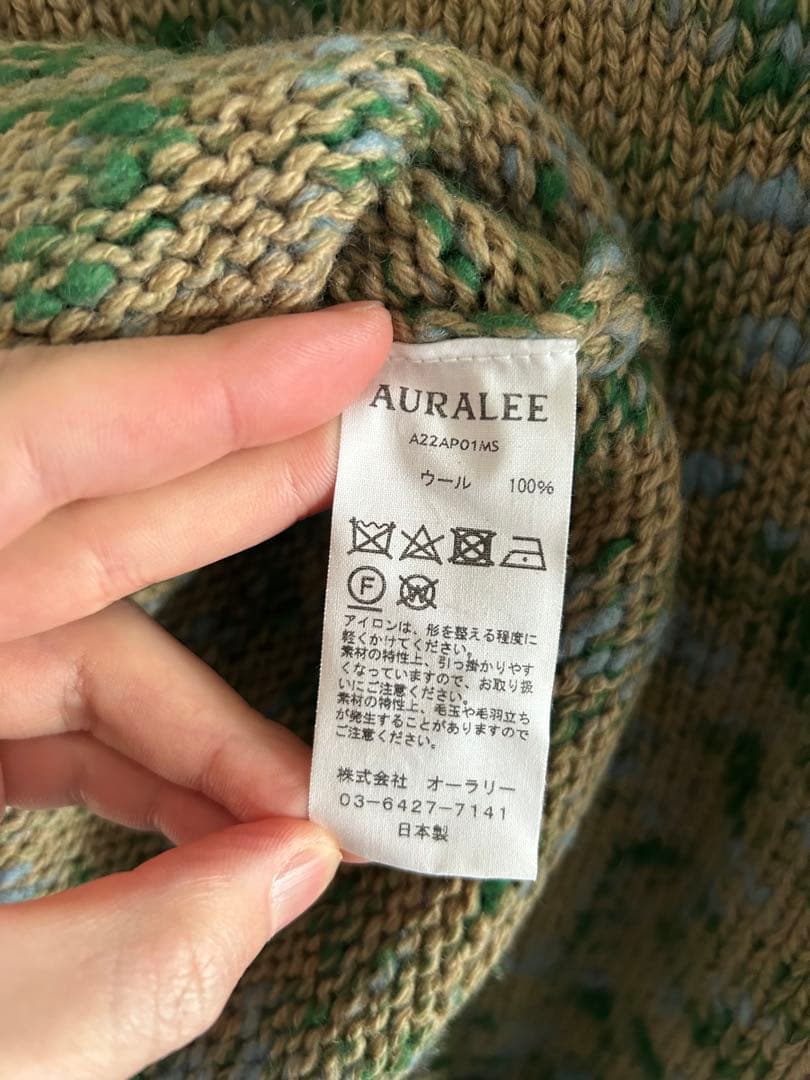 AURALEE
A22AP01MS
ウール 100%
F
W
アイロンは、形を整える程度に
軽くかけてください。
素材の特性上、引っ掛かりやす
くなっていますので、お取り扱
いにご注意ください。
素材の特性上、毛玉や毛羽立ち
が発生することがありますので
ご注意ください。
株式会社 オーラリー
03-6427-7141
日本製